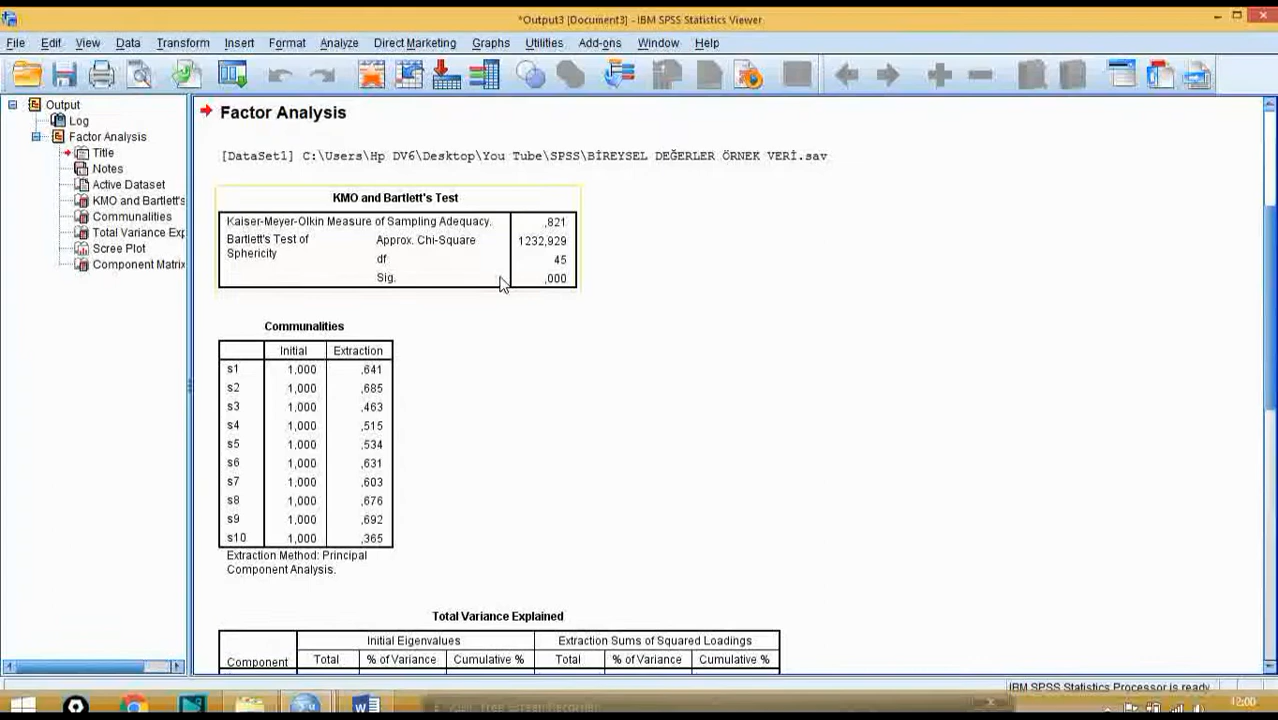 *Output3 [Document3] - IBM SPSS Statistics Viewer
File Edit View Data Transform Insert Format Analyze Direct Marketing Graphs Utilities Add-ons Window Help
Output
Log
Factor Analysis
Title
Notes
Active Dataset
KMO and Bartlett's
Communalities
Total Variance Exp
Scree Plot
Component Matrix
Factor Analysis
[DataSet1] C:\Users\Hp DV6\Desktop\You Tube\SPSS\BİREYSEL DEĞERLER ÖRNEK VERİ.sav
KMO and Bartlett's Test
Kaiser-Meyer-Olkin Measure of Sampling Adequacy. ,821
Bartlett's Test of Sphericity Approx. Chi-Square 1232,929
df 45
Sig. ,000
Communalities
Initial Extraction
s1 1,000 ,641
s2 1,000 ,685
s3 1,000 ,463
s4 1,000 ,515
s5 1,000 ,534
s6 1,000 ,631
s7 1,000 ,603
s8 1,000 ,676
s9 1,000 ,692
s10 1,000 ,365
Extraction Method: Principal
Component Analysis.
Total Variance Explained
Initial Eigenvalues Extraction Sums of Squared Loadings
Component Total % of Variance Cumulative % Total % of Variance Cumulative %
IBM SPSS Statistics Processor is ready
12:00